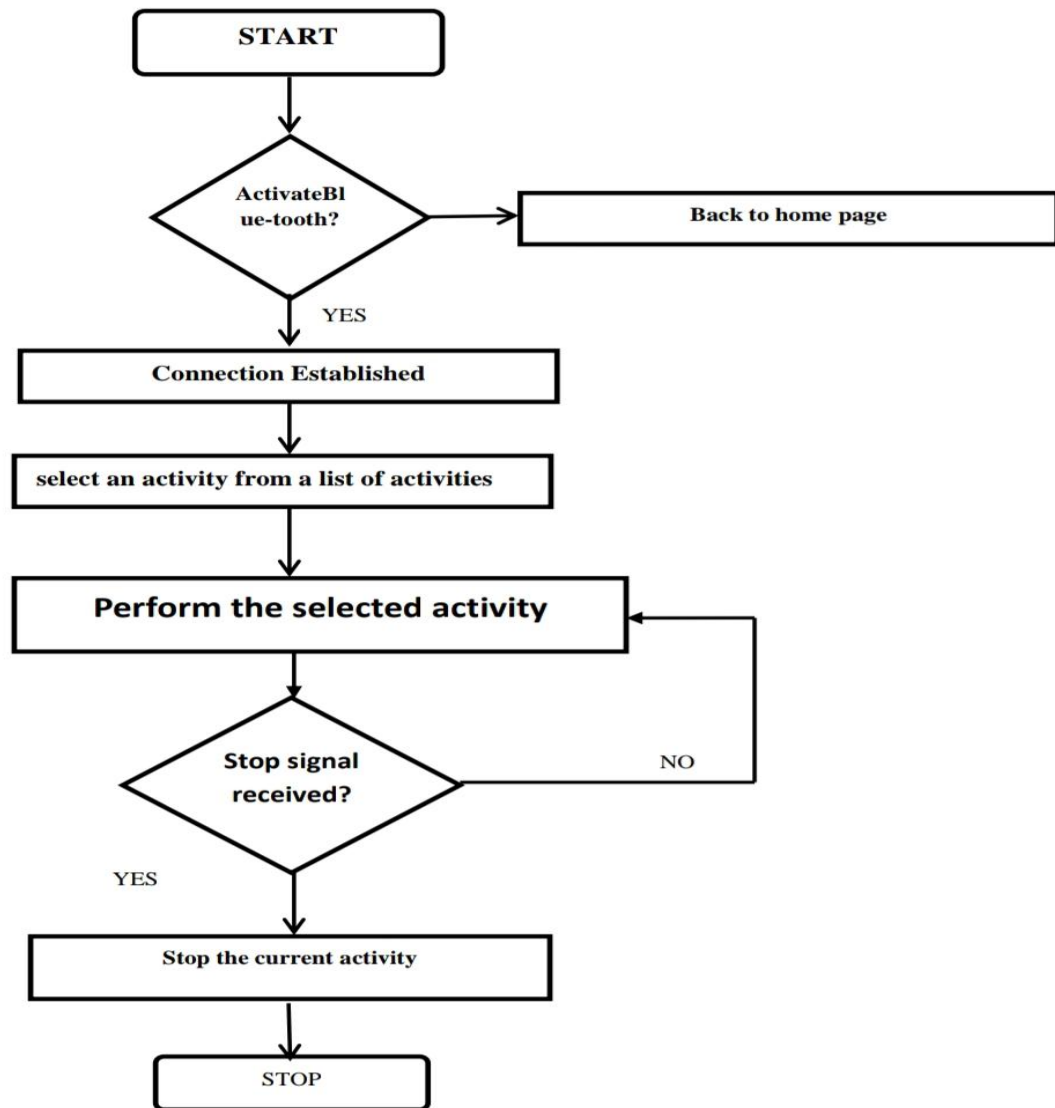 START
ActivateBl
ue-tooth?
Back to home page
YES
Connection Established
select an activity from a list of activities
Perform the selected activity
Stop signal
received?
NO
YES
Stop the current activity
STOP